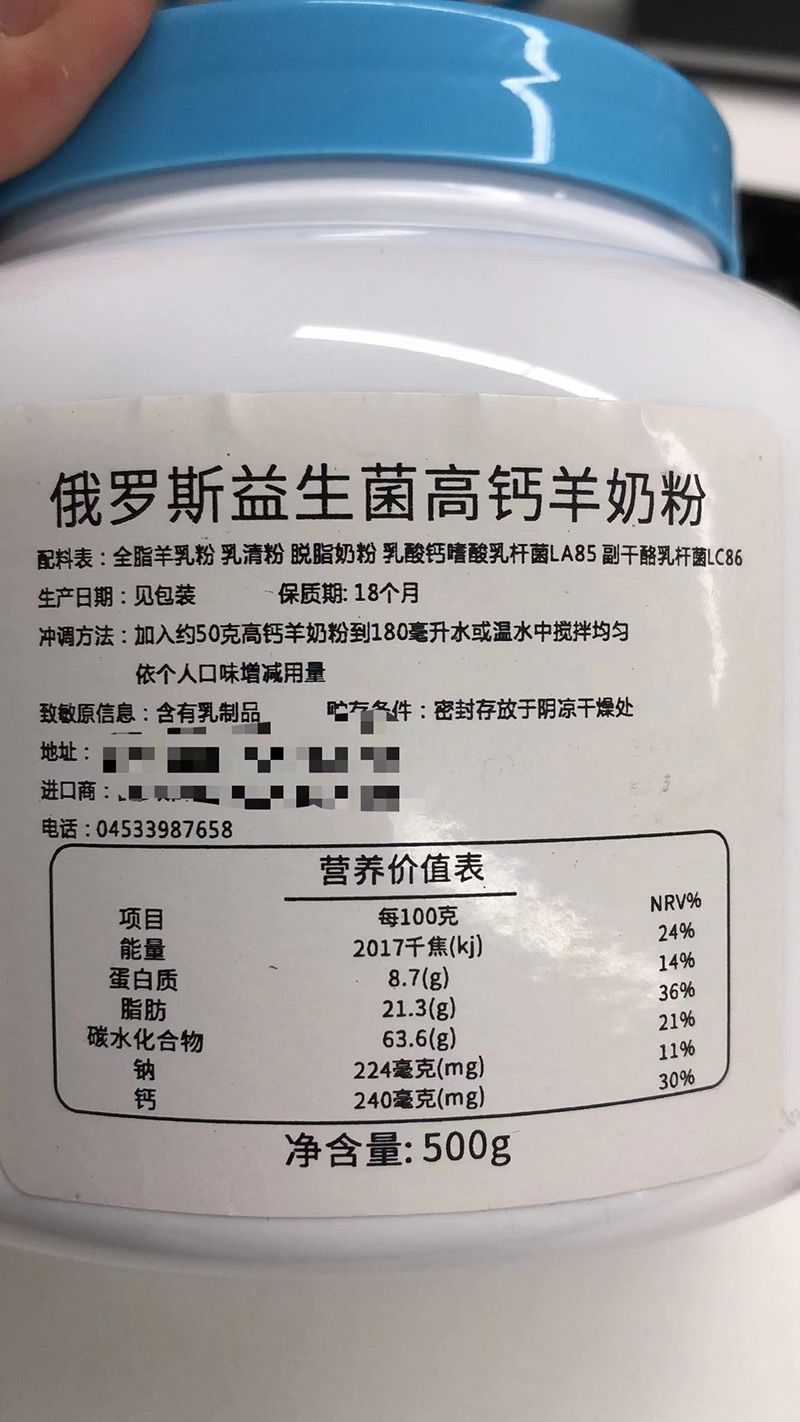 俄罗斯益生菌高钙羊奶粉
配料表：全脂羊乳粉 乳清粉 脱脂奶粉 乳酸钙嗜酸乳杆菌LA85 副干酪乳杆菌LC86
生产日期：见包装 保质期: 18个月
冲调方法：加入约50克高钙羊奶粉到180毫升水或温水中搅拌均匀
依个人口味增减用量
致敏原信息：含有乳制品 贮存条件：密封存放于阴凉干燥处
地址：
进口商：
电话：04533987658
营养价值表
项目 每100克 NRV%
能量 2017千焦(kj) 24%
蛋白质 8.7(g) 14%
脂肪 21.3(g) 36%
碳水化合物 63.6(g) 21%
钠 224毫克(mg) 11%
钙 240毫克(mg) 30%
净含量: 500g